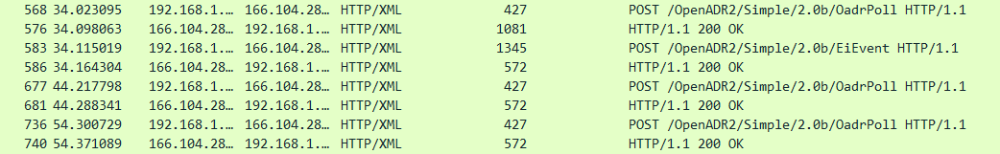 568 34.023095 192.168.1.… 166.104.28… HTTP/XML 427 POST /OpenADR2/Simple/2.0b/OadrPoll HTTP/1.1
576 34.098063 166.104.28… 192.168.1.… HTTP/XML 1081 HTTP/1.1 200 OK
583 34.115019 192.168.1.… 166.104.28… HTTP/XML 1345 POST /OpenADR2/Simple/2.0b/EiEvent HTTP/1.1
586 34.164304 166.104.28… 192.168.1.… HTTP/XML 572 HTTP/1.1 200 OK
677 44.217798 192.168.1.… 166.104.28… HTTP/XML 427 POST /OpenADR2/Simple/2.0b/OadrPoll HTTP/1.1
681 44.288341 166.104.28… 192.168.1.… HTTP/XML 572 HTTP/1.1 200 OK
736 54.300729 192.168.1.… 166.104.28… HTTP/XML 427 POST /OpenADR2/Simple/2.0b/OadrPoll HTTP/1.1
740 54.371089 166.104.28… 192.168.1.… HTTP/XML 572 HTTP/1.1 200 OK